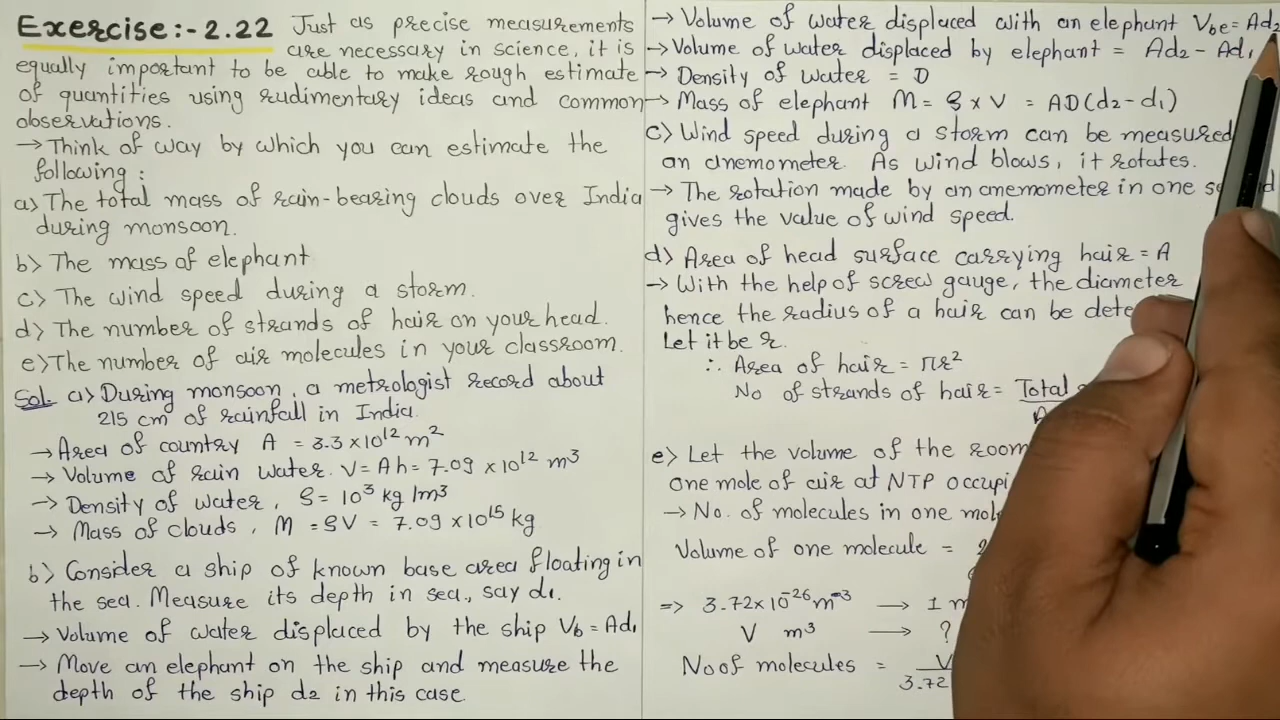 Exercise:- 2.22 Just as precise measurements
are necessary in science, it is
equally important to be able to make rough estimate
of quantities using rudimentary ideas and common
observations.
→ Think of way by which you can estimate the
following :
a) The total mass of rain-bearing clouds over India
during monsoon.
b) The mass of elephant
c) The wind speed during a storm.
d) The number of strands of hair on your head.
e) The number of air molecules in your classroom.
Sol. a) During monsoon, a metrologist record about
215 cm of rainfall in India.
→ Area of country A = 3.3 × 10¹² m²
→ Volume of rain water. V = Ah = 7.09 × 10¹² m³
→ Density of water, ρ = 10³ kg/m³
→ Mass of clouds, M = ρV = 7.09 × 10¹⁵ kg
b) Consider a ship of known base area floating in
the sea. Measure its depth in sea, say d₁.
→ Volume of water displaced by the ship Vb = Ad₁
→ Move an elephant on the ship and measure the
depth of the ship d₂ in this case.
→ Volume of water displaced with an elephant Vbe = Ad₂
→ Volume of water displaced by elephant = Ad₂ - Ad₁
→ Density of water = D
→ Mass of elephant M = ρ × V = AD(d₂ - d₁)
c) Wind speed during a storm can be measured
an anemometer. As wind blows, it rotates.
→ The rotation made by an anemometer in one
gives the value of wind speed.
d) Area of head surface carrying hair = A
→ With the help of screw gauge, the diameter
hence the radius of a hair can be
Let it be r.
∴ Area of hair = πr²
No of strands of hair = Total
e) Let the volume of the room
one mole of air at NTP
→ No. of molecules in one
Volume of one molecule =
⇒ 3.72 × 10⁻²⁶ m⁻³ → 1
V m³ → ?
No of molecules = V
3.72